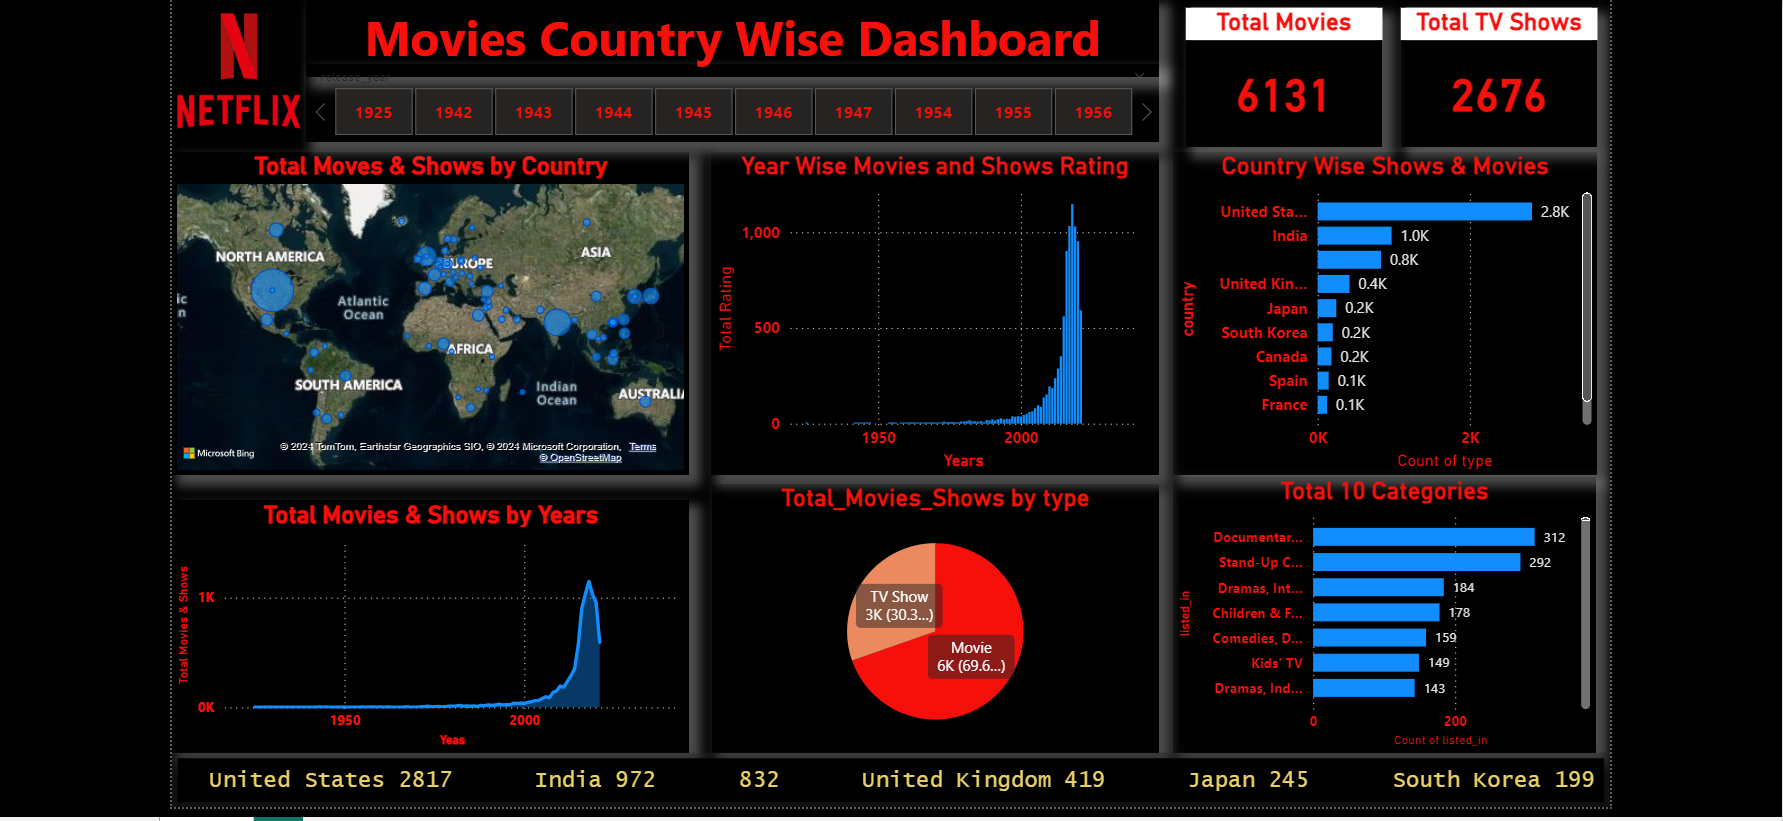 NETFLIX
Movies Country Wise Dashboard
release_year
1925 1942 1943 1944 1945 1946 1947 1954 1955 1956
Total Movies
6131
Total TV Shows
2676
Total Moves & Shows by Country
NORTH AMERICA
EUROPE
ASIA
Atlantic
Ocean
AFRICA
SOUTH AMERICA
Indian
Ocean
AUSTRALIA
ic
n
Microsoft Bing
© 2024 TomTom, Earthstar Geographics SIO, © 2024 Microsoft Corporation, Terms
© OpenStreetMap
Year Wise Movies and Shows Rating
Total Rating
1,000
500
0
1950 2000
Years
Country Wise Shows & Movies
country
United Sta... 2.8K
India 1.0K
0.8K
United Kin... 0.4K
Japan 0.2K
South Korea 0.2K
Canada 0.2K
Spain 0.1K
France 0.1K
0K 2K
Count of type
Total Movies & Shows by Years
Total Movies & Shows
1K
0K
1950 2000
Yeas
Total_Movies_Shows by type
TV Show
3K (30.3...)
Movie
6K (69.6...)
Total 10 Categories
listed_in
Documentar... 312
Stand-Up C... 292
Dramas, Int... 184
Children & F... 178
Comedies, D... 159
Kids' TV 149
Dramas, Ind... 143
0 200
Count of listed_in
United States 2817 India 972 832 United Kingdom 419 Japan 245 South Korea 199